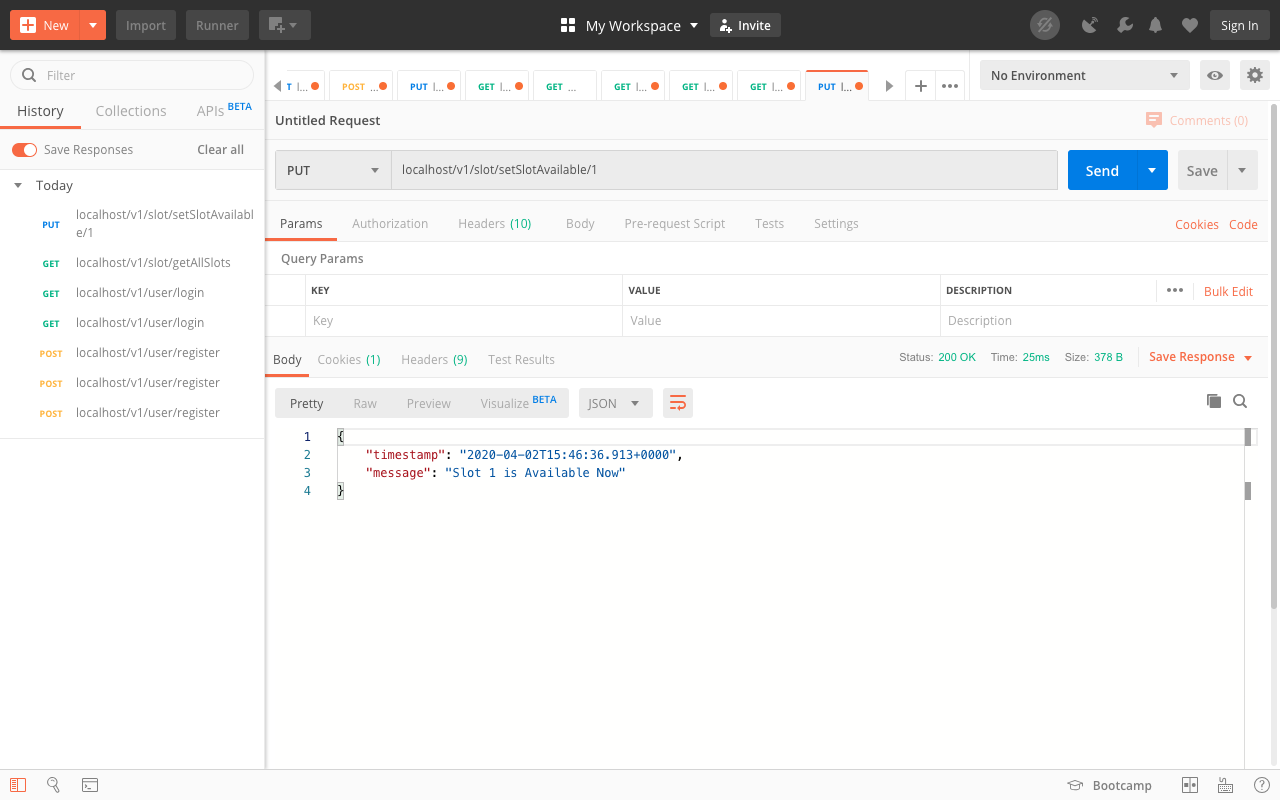 New
Import
Runner
My Workspace
Invite
Sign In
Filter
History
Collections
APIs BETA
Save Responses
Clear all
Today
PUT localhost/v1/slot/setSlotAvailabl
e/1
GET localhost/v1/slot/getAllSlots
GET localhost/v1/user/login
GET localhost/v1/user/login
POST localhost/v1/user/register
POST localhost/v1/user/register
POST localhost/v1/user/register
T l... POST ... PUT l... GET l... GET ... GET l... GET l... GET l... PUT l...
No Environment
Untitled Request
Comments (0)
PUT
localhost/v1/slot/setSlotAvailable/1
Send
Save
Params Authorization Headers (10) Body Pre-request Script Tests Settings
Cookies Code
Query Params
KEY VALUE DESCRIPTION
Bulk Edit
Key Value Description
Body Cookies (1) Headers (9) Test Results
Status: 200 OK Time: 25ms Size: 378 B
Save Response
Pretty Raw Preview Visualize BETA
JSON
1 {
2 "timestamp": "2020-04-02T15:46:36.913+0000",
3 "message": "Slot 1 is Available Now"
4 }
Bootcamp